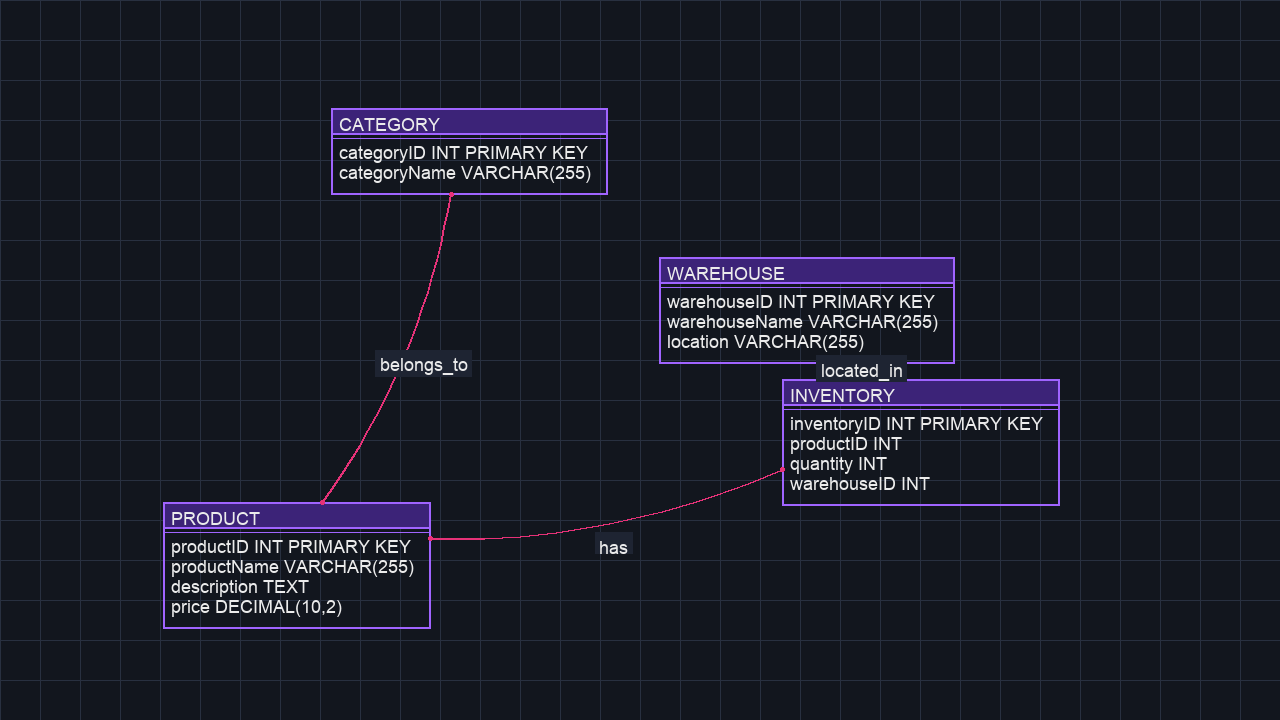 CATEGORY
categoryID INT PRIMARY KEY
categoryName VARCHAR(255)
WAREHOUSE
warehouseID INT PRIMARY KEY
warehouseName VARCHAR(255)
location VARCHAR(255)
belongs_to
located_in
INVENTORY
inventoryID INT PRIMARY KEY
productID INT
quantity INT
warehouseID INT
PRODUCT
productID INT PRIMARY KEY
productName VARCHAR(255)
description TEXT
price DECIMAL(10,2)
has